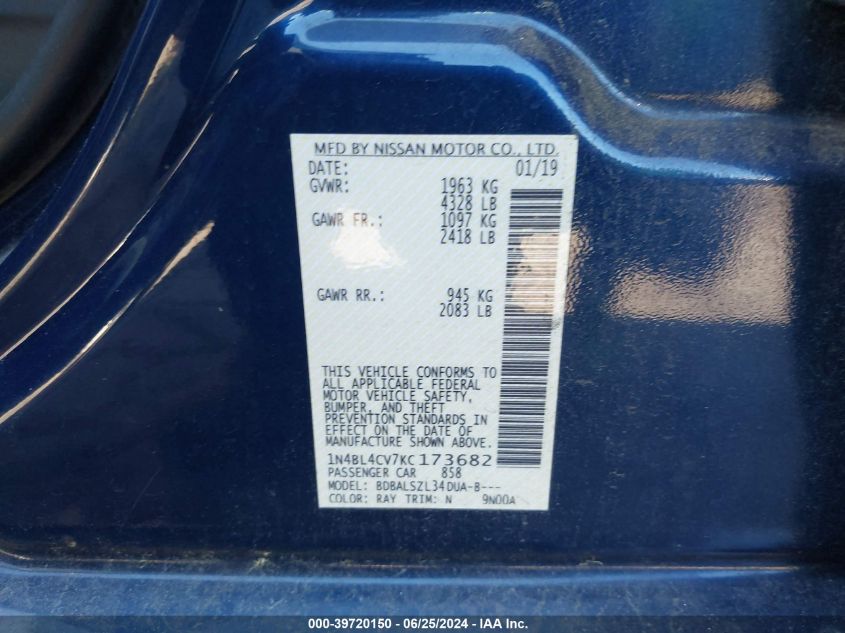 MFD BY NISSAN MOTOR CO., LTD.
DATE: 01/19
GVWR: 1963 KG
4328 LB
GAWR FR.: 1097 KG
2418 LB
GAWR RR.: 945 KG
2083 LB
THIS VEHICLE CONFORMS TO
ALL APPLICABLE FEDERAL
MOTOR VEHICLE SAFETY,
BUMPER, AND THEFT
PREVENTION STANDARDS IN
EFFECT ON THE DATE OF
MANUFACTURE SHOWN ABOVE.
1N4BL4CV7KC173682
PASSENGER CAR 858
MODEL: BDBALSZL34DUA-B---
COLOR: RAY TRIM: N 9N00A
000-39720150 - 06/25/2024 - IAA Inc.